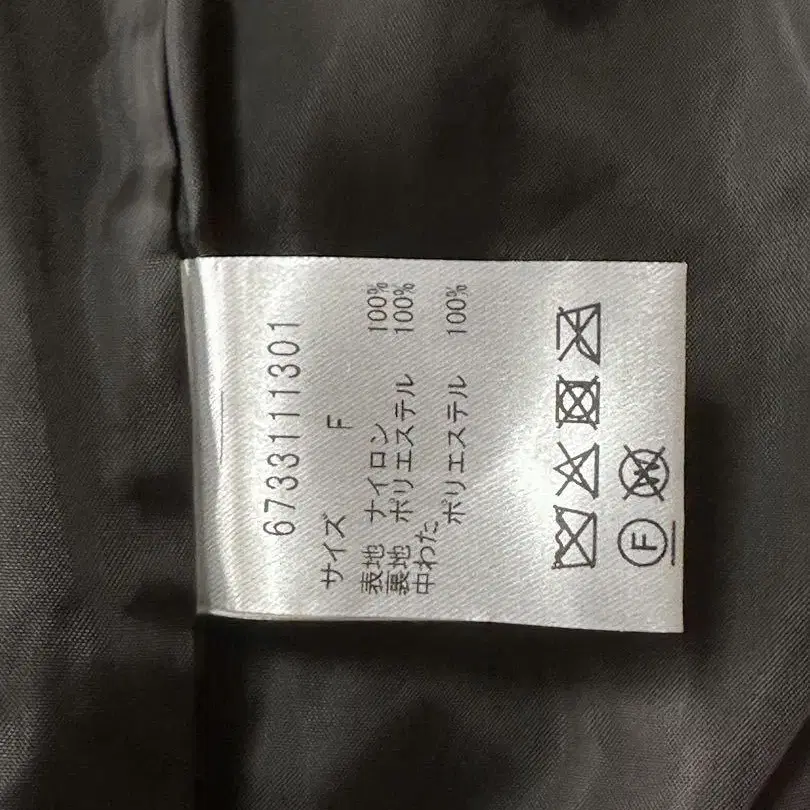 6733111301
サイズ F
表地 ナイロン 100%
裏地 ポリエステル 100%
中わた
ポリエステル 100%
F W